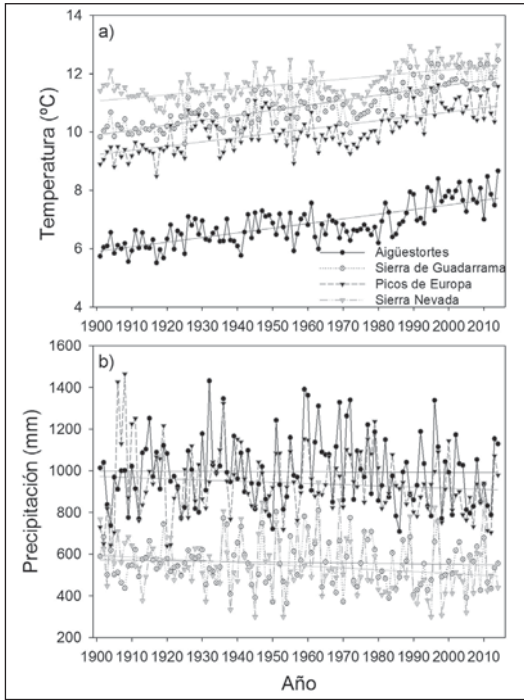 a)
Temperatura (ºC)
14
12
10
8
6
4
Aigüestortes
Sierra de Guadarrama
Picos de Europa
Sierra Nevada
1900 1910 1920 1930 1940 1950 1960 1970 1980 1990 2000 2010
b)
Precipitación (mm)
1600
1400
1200
1000
800
600
400
200
1900 1910 1920 1930 1940 1950 1960 1970 1980 1990 2000 2010
Año